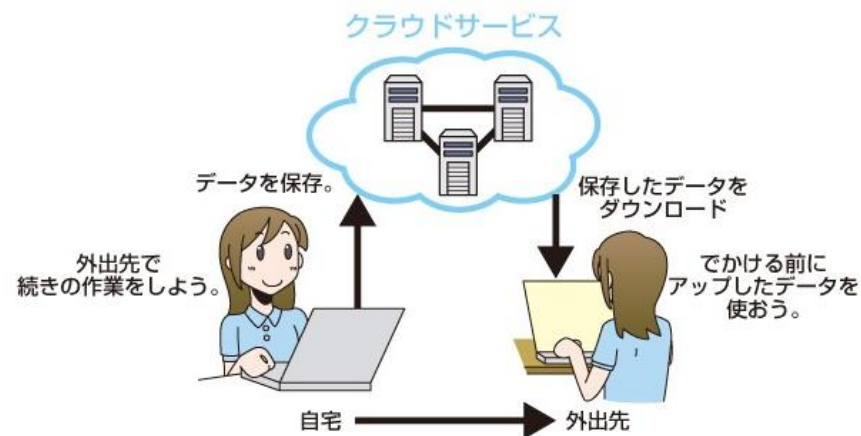 クラウドサービス
データを保存。
保存したデータを
ダウンロード
外出先で
続きの作業をしよう。
でかける前に
アップしたデータを
使おう。
自宅
外出先